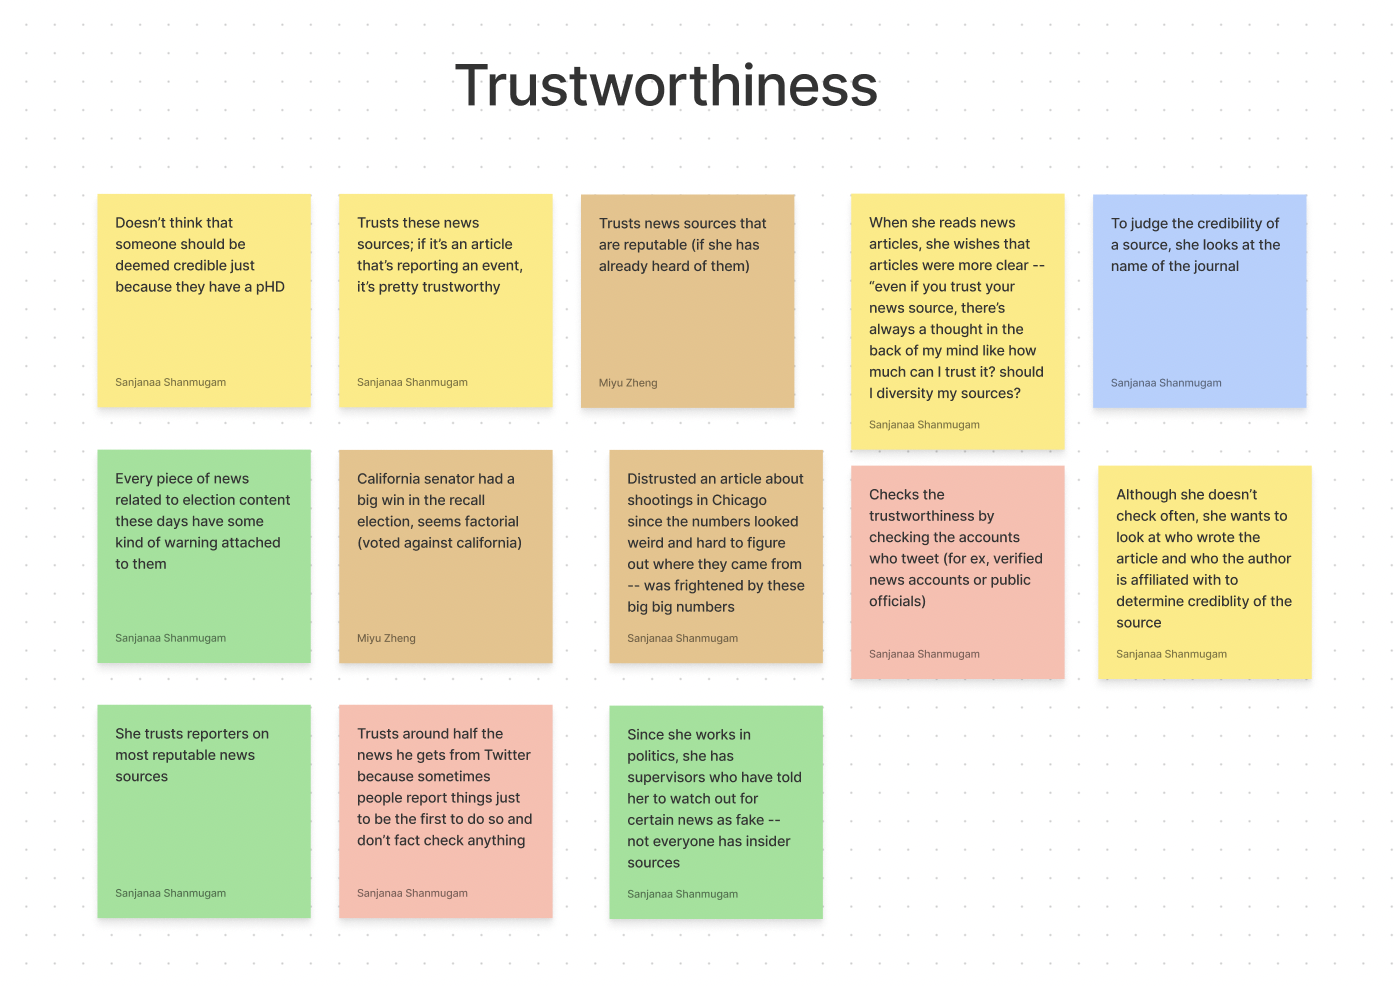 Trustworthiness
Doesn’t think that
someone should be
deemed credible just
because they have a pHD
Sanjanaa Shanmugam
Trusts these news
sources; if it’s an article
that’s reporting an event,
it’s pretty trustworthy
Sanjanaa Shanmugam
Trusts news sources that
are reputable (if she has
already heard of them)
Miyu Zheng
When she reads news
articles, she wishes that
articles were more clear --
“even if you trust your
news source, there’s
always a thought in the
back of my mind like how
much can I trust it? should
I diversity my sources?
Sanjanaa Shanmugam
To judge the credibility of
a source, she looks at the
name of the journal
Sanjanaa Shanmugam
Every piece of news
related to election content
these days have some
kind of warning attached
to them
Sanjanaa Shanmugam
California senator had a
big win in the recall
election, seems factorial
(voted against california)
Miyu Zheng
Distrusted an article about
shootings in Chicago
since the numbers looked
weird and hard to figure
out where they came from
-- was frightened by these
big big numbers
Sanjanaa Shanmugam
Checks the
trustworthiness by
checking the accounts
who tweet (for ex, verified
news accounts or public
officials)
Sanjanaa Shanmugam
Although she doesn’t
check often, she wants to
look at who wrote the
article and who the author
is affiliated with to
determine crediblity of the
source
Sanjanaa Shanmugam
She trusts reporters on
most reputable news
sources
Sanjanaa Shanmugam
Trusts around half the
news he gets from Twitter
because sometimes
people report things just
to be the first to do so and
don’t fact check anything
Sanjanaa Shanmugam
Since she works in
politics, she has
supervisors who have told
her to watch out for
certain news as fake --
not everyone has insider
sources
Sanjanaa Shanmugam